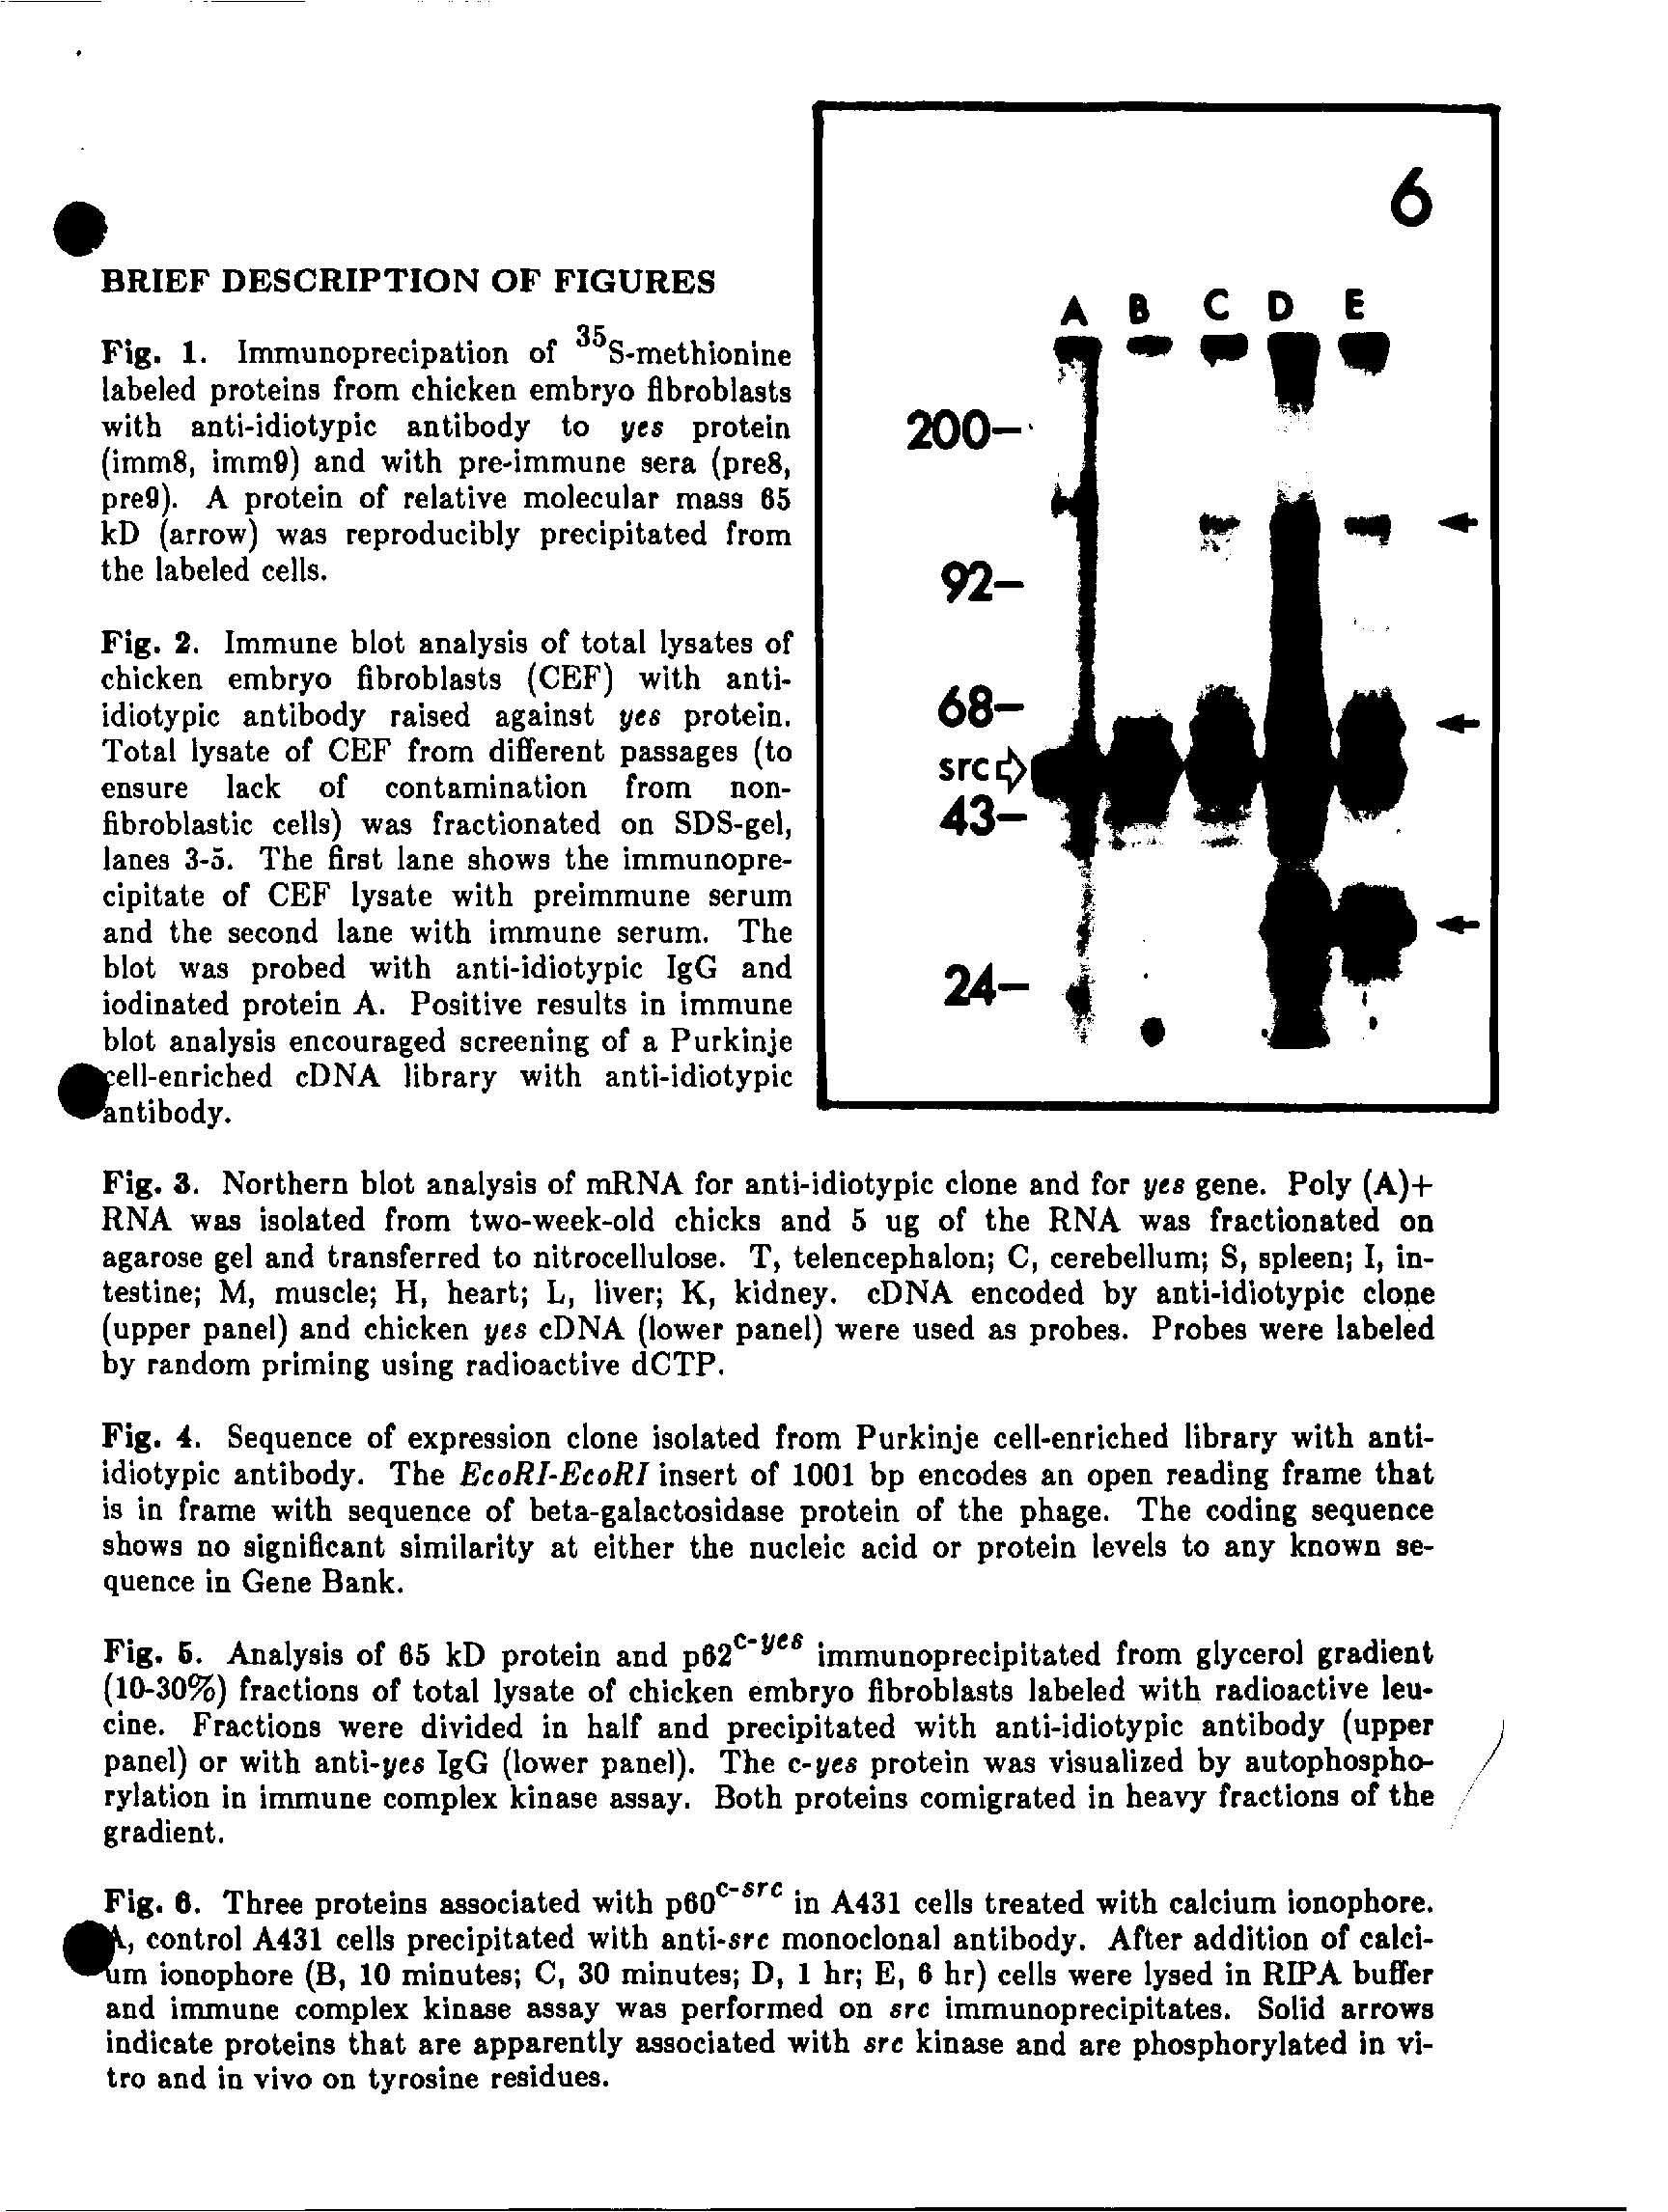 BRIEF DESCRIPTION OF FIGURES
Fig. 1. Immunoprecipation of 35S-methionine
labeled proteins from chicken embryo fibroblasts
with anti-idiotypic antibody to yes protein
(imm8, imm9) and with pre-immune sera (pre8,
pre9). A protein of relative molecular mass 65
kD (arrow) was reproducibly precipitated from
the labeled cells.
Fig. 2. Immune blot analysis of total lysates of
chicken embryo fibroblasts (CEF) with anti-
idiotypic antibody raised against yes protein.
Total lysate of CEF from different passages (to
ensure lack of contamination from non-
fibroblastic cells) was fractionated on SDS-gel,
lanes 3-5. The first lane shows the immunopre-
cipitate of CEF lysate with preimmune serum
and the second lane with immune serum. The
blot was probed with anti-idiotypic IgG and
iodinated protein A. Positive results in immune
blot analysis encouraged screening of a Purkinje
cell-enriched cDNA library with anti-idiotypic
antibody.
6
A B C D E
200-
92-
68-
src
43-
24-
Fig. 3. Northern blot analysis of mRNA for anti-idiotypic clone and for yes gene. Poly (A)+
RNA was isolated from two-week-old chicks and 5 ug of the RNA was fractionated on
agarose gel and transferred to nitrocellulose. T, telencephalon; C, cerebellum; S, spleen; I, in-
testine; M, muscle; H, heart; L, liver; K, kidney. cDNA encoded by anti-idiotypic clone
(upper panel) and chicken yes cDNA (lower panel) were used as probes. Probes were labeled
by random priming using radioactive dCTP.
Fig. 4. Sequence of expression clone isolated from Purkinje cell-enriched library with anti-
idiotypic antibody. The EcoRI-EcoRI insert of 1001 bp encodes an open reading frame that
is in frame with sequence of beta-galactosidase protein of the phage. The coding sequence
shows no significant similarity at either the nucleic acid or protein levels to any known se-
quence in Gene Bank.
Fig. 5. Analysis of 65 kD protein and p62c-yes immunoprecipitated from glycerol gradient
(10-30%) fractions of total lysate of chicken embryo fibroblasts labeled with radioactive leu-
cine. Fractions were divided in half and precipitated with anti-idiotypic antibody (upper
panel) or with anti-yes IgG (lower panel). The c-yes protein was visualized by autophospho-
rylation in immune complex kinase assay. Both proteins comigrated in heavy fractions of the
gradient.
Fig. 6. Three proteins associated with p60c-src in A431 cells treated with calcium ionophore.
A, control A431 cells precipitated with anti-src monoclonal antibody. After addition of calci-
um ionophore (B, 10 minutes; C, 30 minutes; D, 1 hr; E, 6 hr) cells were lysed in RIPA buffer
and immune complex kinase assay was performed on src immunoprecipitates. Solid arrows
indicate proteins that are apparently associated with src kinase and are phosphorylated in vi-
tro and in vivo on tyrosine residues.